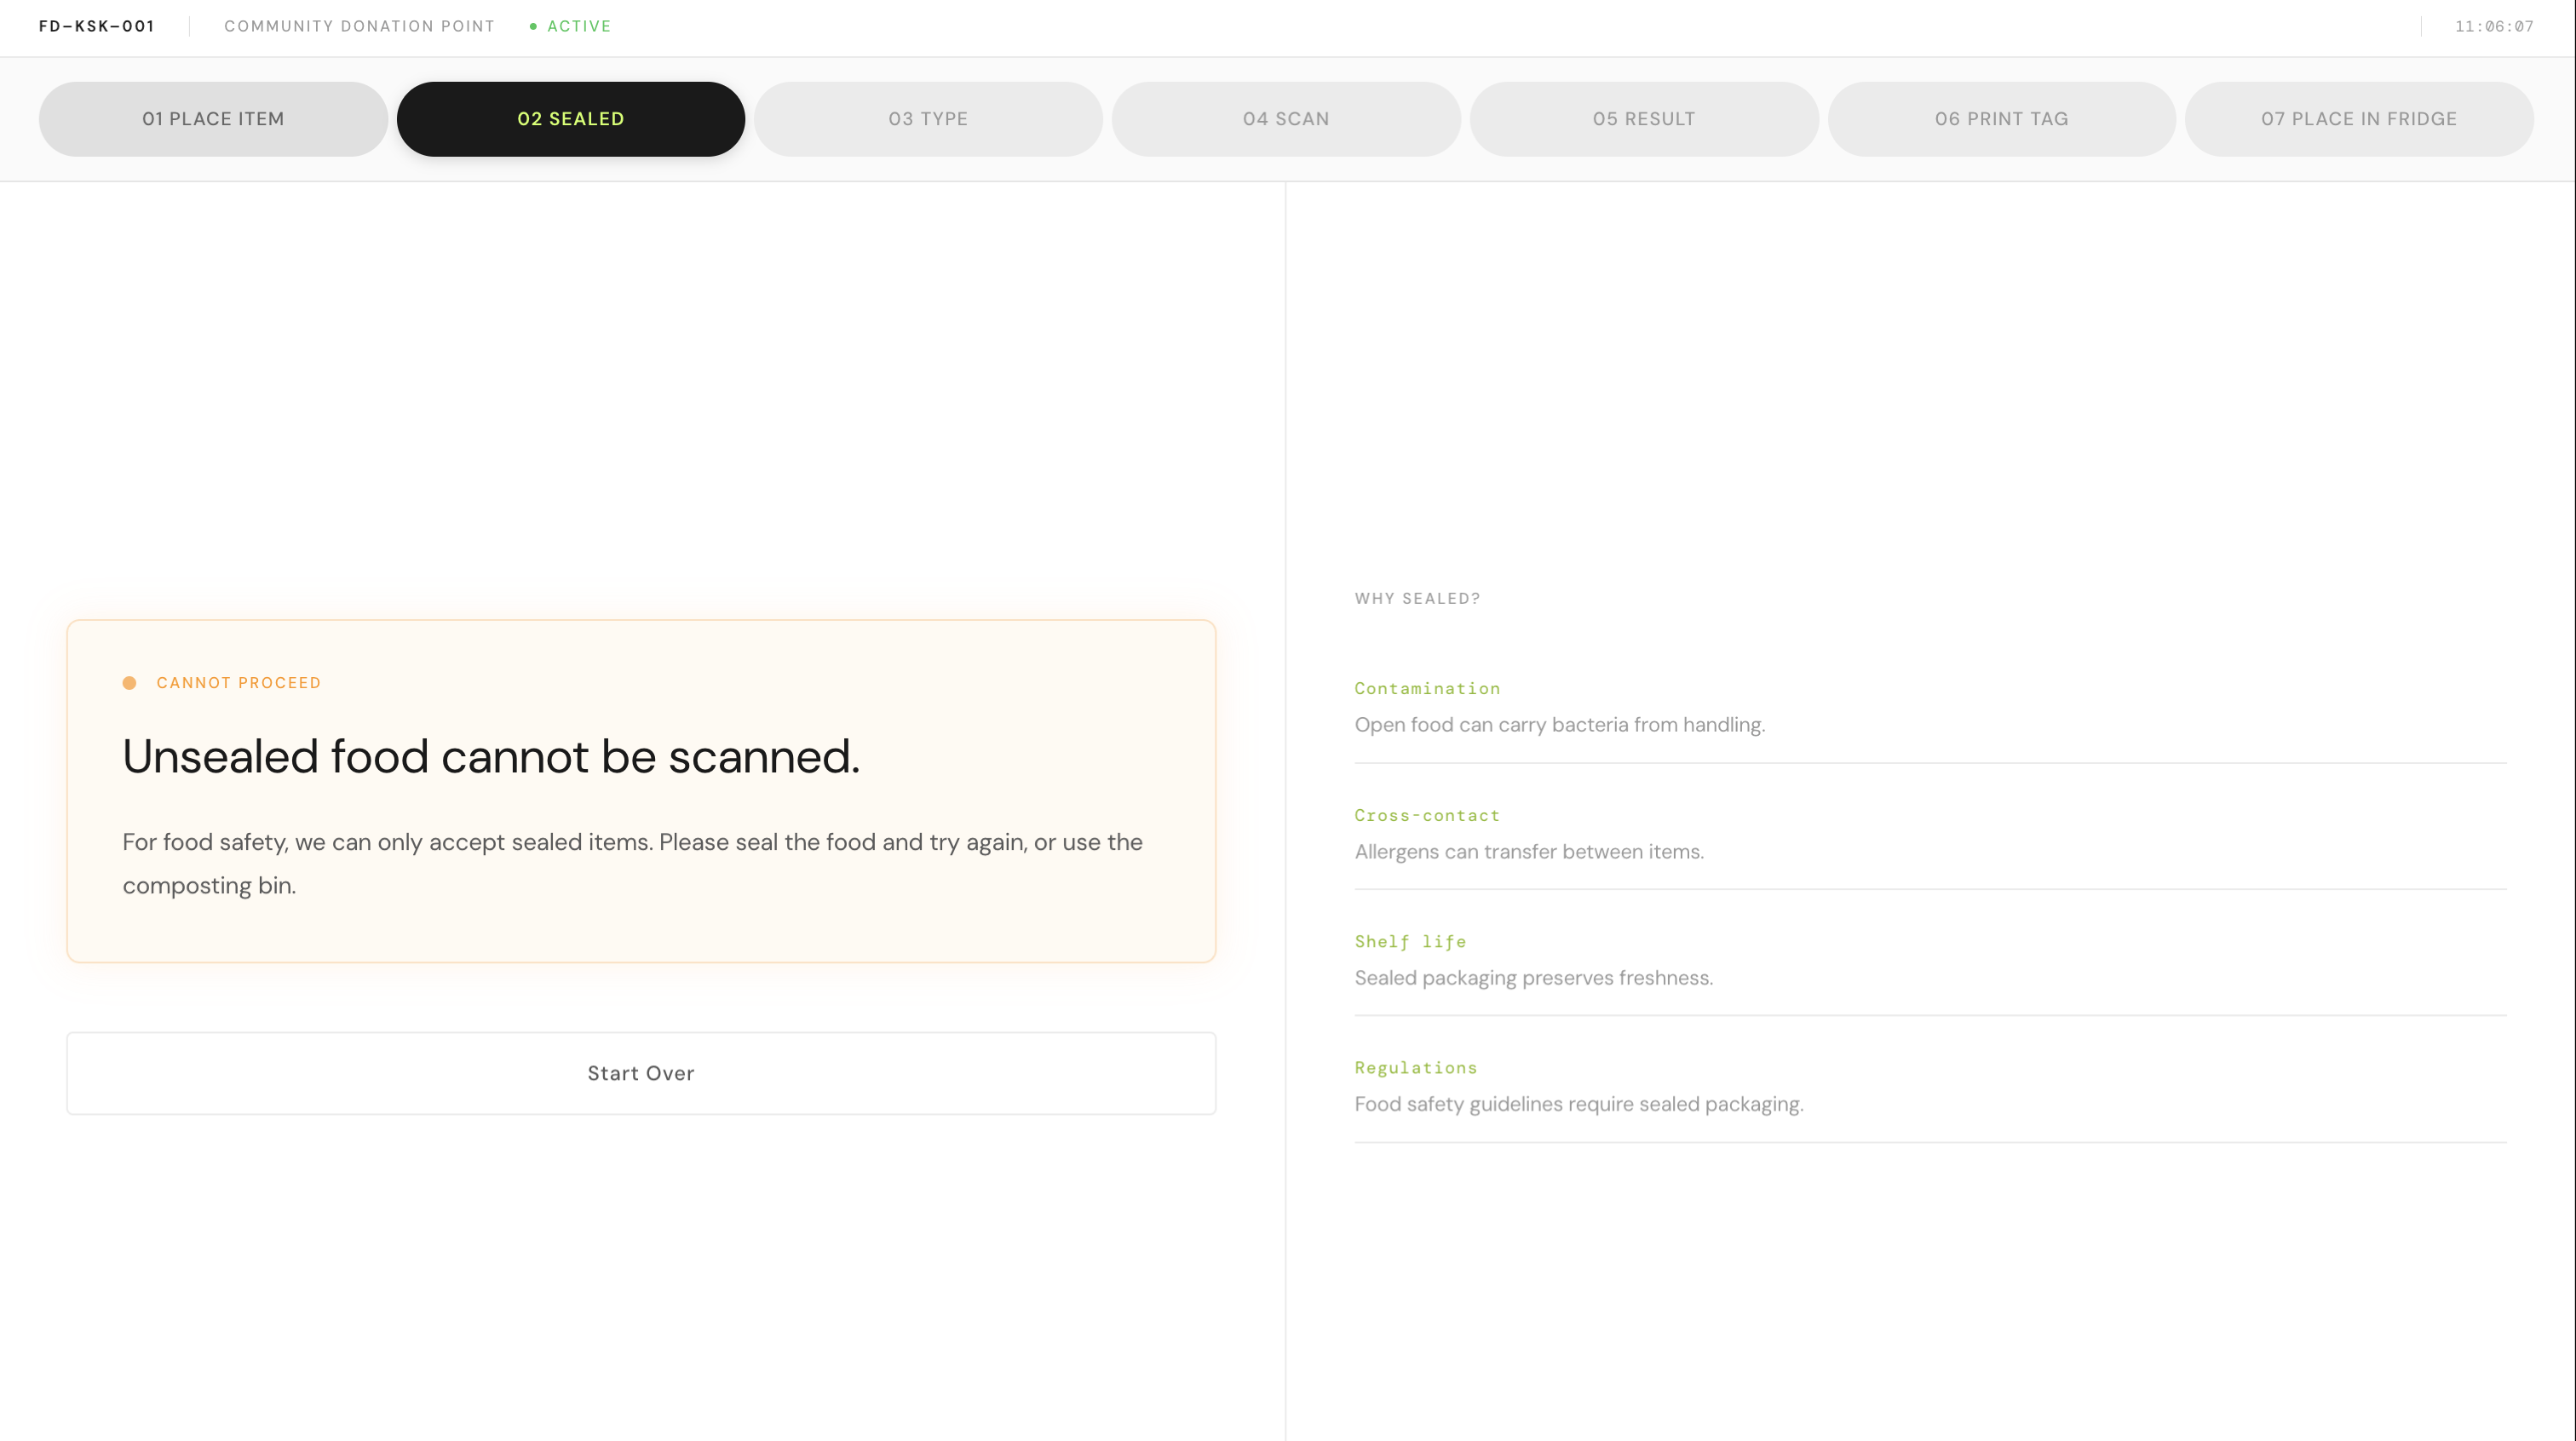 FD-KSK-001
COMMUNITY DONATION POINT
ACTIVE
11:06:07
01 PLACE ITEM
02 SEALED
03 TYPE
04 SCAN
05 RESULT
06 PRINT TAG
07 PLACE IN FRIDGE
CANNOT PROCEED
Unsealed food cannot be scanned.
For food safety, we can only accept sealed items. Please seal the food and try again, or use the
composting bin.
Start Over
WHY SEALED?
Contamination
Open food can carry bacteria from handling.
Cross-contact
Allergens can transfer between items.
Shelf life
Sealed packaging preserves freshness.
Regulations
Food safety guidelines require sealed packaging.